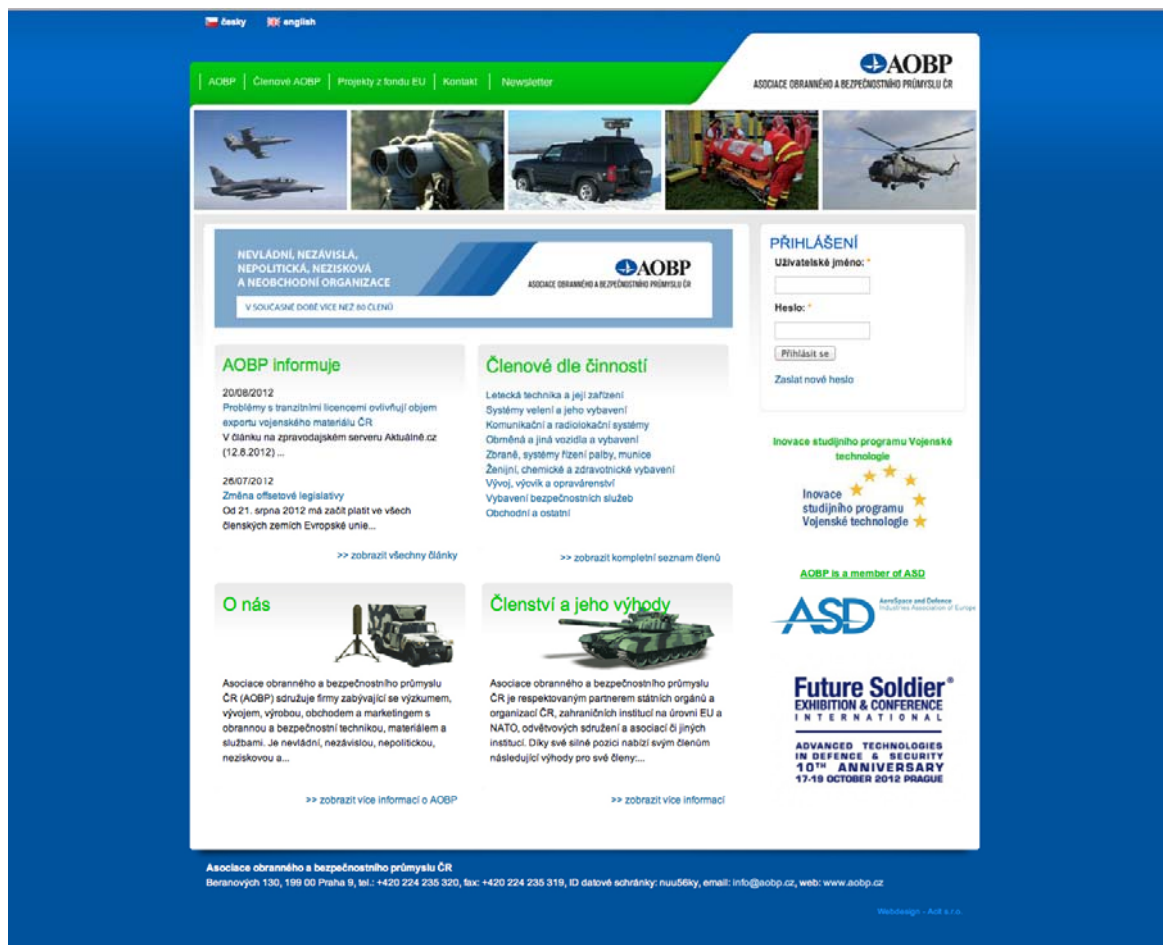 česky english
AOBP
ASOCIACE OBRANNÉHO A BEZPEČNOSTNÍHO PRŮMYSLU ČR
AOBP Členové AOBP Projekty z fondu EU Kontakt Newsletter
NEVLÁDNÍ, NEZÁVISLÁ,
NEPOLITICKÁ, NEZISKOVÁ
A NEOBCHODNÍ ORGANIZACE
V SOUČASNÉ DOBĚ VÍCE NEŽ 80 ČLENŮ
AOBP
ASOCIACE OBRANNÉHO A BEZPEČNOSTNÍHO PRŮMYSLU ČR
AOBP informuje
20/08/2012
Problémy s tranzitními licencemi ovlivňují objem
exportu vojenského materiálu ČR
V článku na zpravodajském serveru Aktuálně.cz
(12.8.2012) ...
26/07/2012
Změna offsetové legislativy
Od 21. srpna 2012 má začít platit ve všech
členských zemích Evropské unie...
>> zobrazit všechny články
Členové dle činností
Letecká technika a její zařízení
Systémy velení a jeho vybavení
Komunikační a radiolokační systémy
Obrněná a jiná vozidla a vybavení
Zbraně, systémy řízení palby, munice
Ženijní, chemické a zdravotnické vybavení
Vývoj, výcvik a opravárenství
Vybavení bezpečnostních služeb
Obchodní a ostatní
>> zobrazit kompletní seznam členů
O nás
Asociace obranného a bezpečnostního průmyslu
ČR (AOBP) sdružuje firmy zabývající se výzkumem,
vývojem, výrobou, obchodem a marketingem s
obrannou a bezpečnostní technikou, materiálem a
službami. Je nevládní, nezávislou, nepolitickou,
neziskovou a...
>> zobrazit více informací o AOBP
Členství a jeho výhody
Asociace obranného a bezpečnostního průmyslu
ČR je respektovaným partnerem státních orgánů a
organizací ČR, zahraničních institucí na úrovni EU a
NATO, odvětvových sdružení a asociací či jiných
institucí. Díky své silné pozici nabízí svým členům
následující výhody pro své členy:...
>> zobrazit více informací
PŘIHLÁŠENÍ
Uživatelské jméno: *
Heslo: *
Přihlásit se
Zaslat nové heslo
Inovace studijního programu Vojenské
technologie
Inovace
studijního programu
Vojenské technologie
AOBP is a member of ASD
ASD
AeroSpace and Defence
Industries Association of Europe
Future Soldier®
EXHIBITION & CONFERENCE
INTERNATIONAL
ADVANCED TECHNOLOGIES
IN DEFENCE & SECURITY
10TH ANNIVERSARY
17-19 OCTOBER 2012 PRAGUE
Asociace obranného a bezpečnostního průmyslu ČR
Beranových 130, 199 00 Praha 9, tel.: +420 224 235 320, fax: +420 224 235 319, ID datové schránky: nuu56ky, email: info@aobp.cz, web: www.aobp.cz
Webdesign - Acit s.r.o.